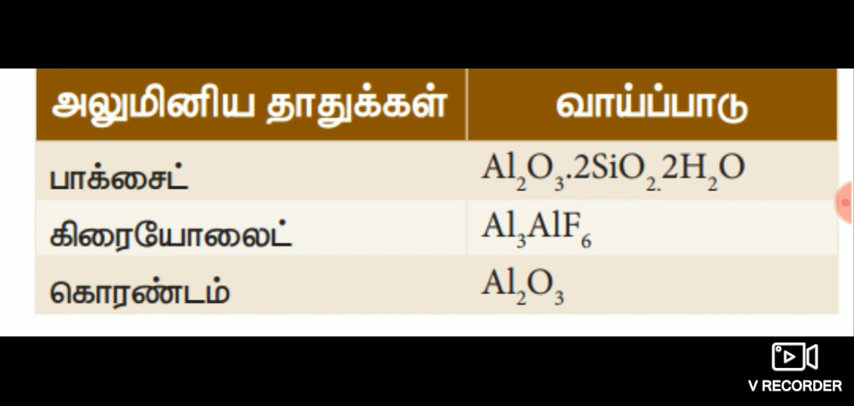 அலுமினிய தாதுக்கள் வாய்ப்பாடு
பாக்சைட் Al₂O₃.2SiO₂.2H₂O
கிரையோலைட் Al₃AlF₆
கொரண்டம் Al₂O₃
V RECORDER